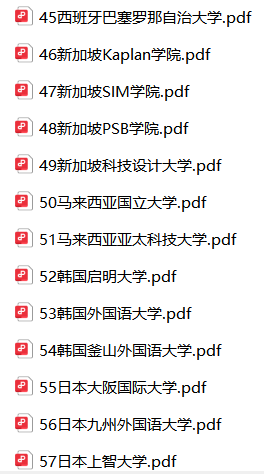 45西班牙巴塞罗那自治大学.pdf
46新加坡Kaplan学院.pdf
47新加坡SIM学院.pdf
48新加坡PSB学院.pdf
49新加坡科技设计大学.pdf
50马来西亚国立大学.pdf
51马来西亚亚太科技大学.pdf
52韩国启明大学.pdf
53韩国外国语大学.pdf
54韩国釜山外国语大学.pdf
55日本大阪国际大学.pdf
56日本九州外国语大学.pdf
57日本上智大学.pdf